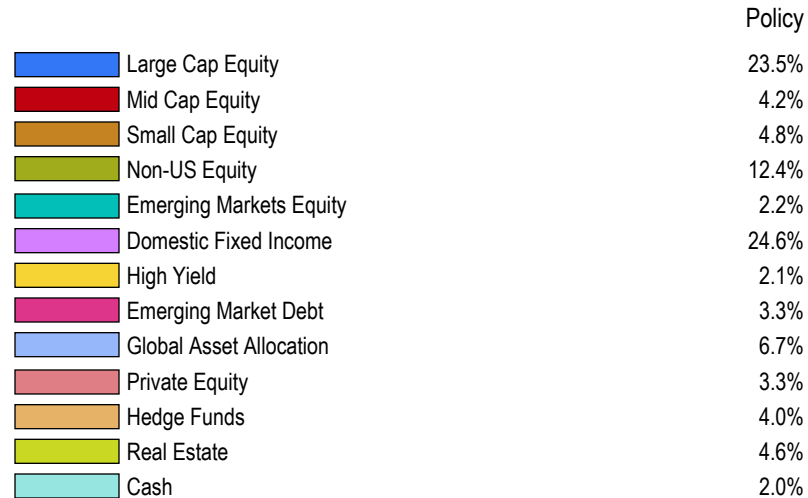 Policy
Large Cap Equity 23.5%
Mid Cap Equity 4.2%
Small Cap Equity 4.8%
Non-US Equity 12.4%
Emerging Markets Equity 2.2%
Domestic Fixed Income 24.6%
High Yield 2.1%
Emerging Market Debt 3.3%
Global Asset Allocation 6.7%
Private Equity 3.3%
Hedge Funds 4.0%
Real Estate 4.6%
Cash 2.0%